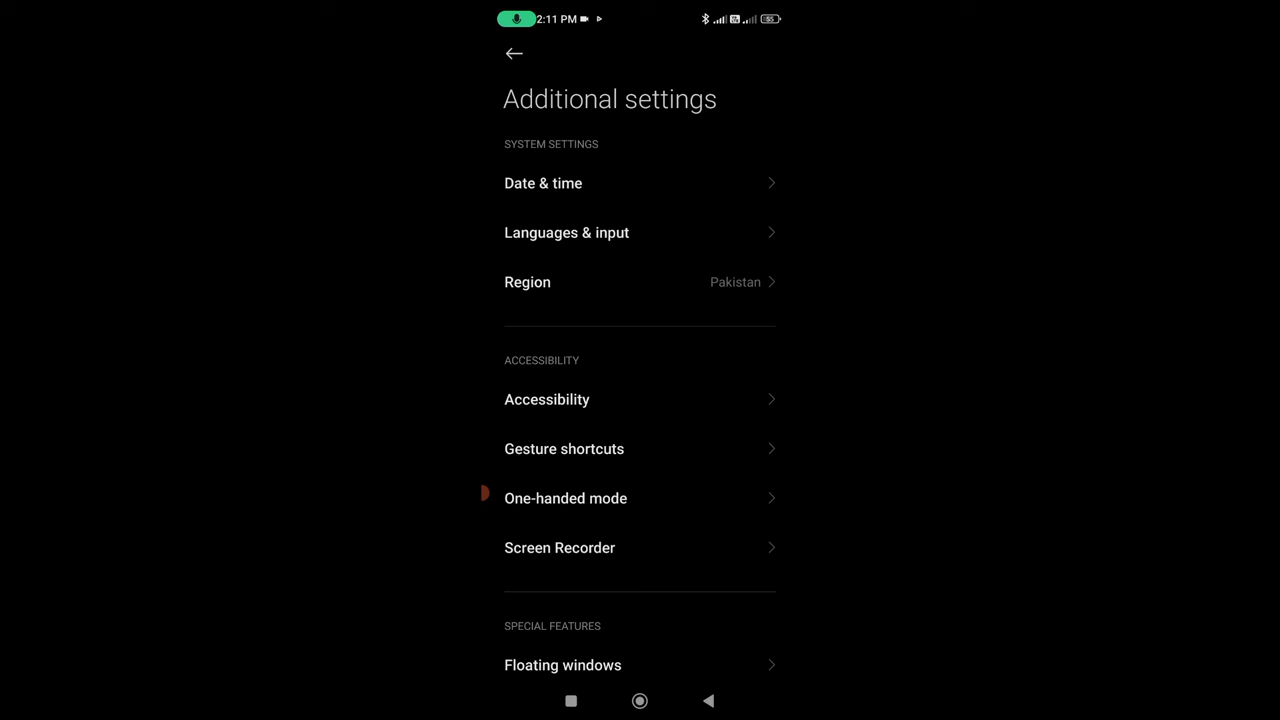 2:11 PM
55
Additional settings
SYSTEM SETTINGS
Date & time
Languages & input
Region Pakistan
ACCESSIBILITY
Accessibility
Gesture shortcuts
One-handed mode
Screen Recorder
SPECIAL FEATURES
Floating windows